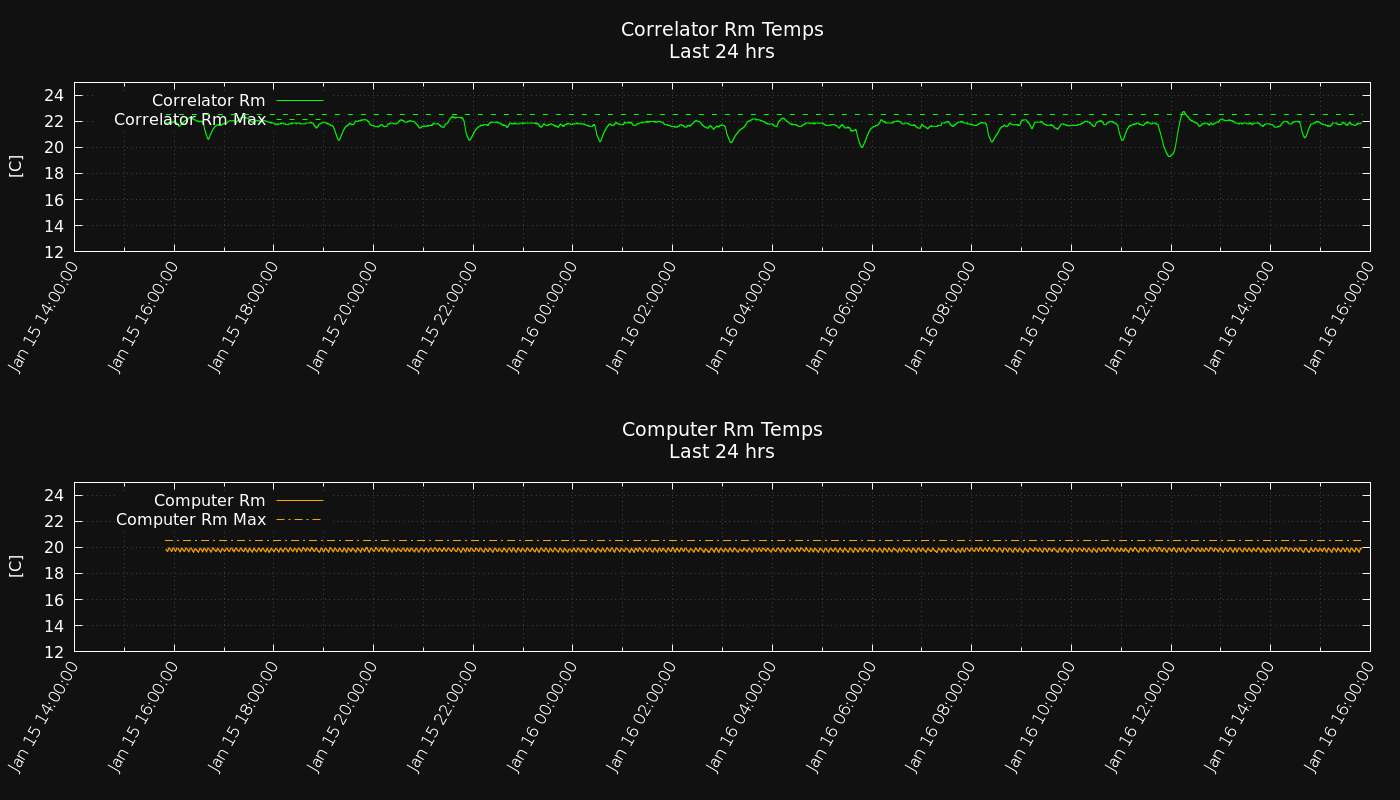 Correlator Rm Temps
Last 24 hrs
24
22
20
18
16
14
12
[C]
Correlator Rm
Correlator Rm Max
Jan 15 14:00:00
Jan 15 16:00:00
Jan 15 18:00:00
Jan 15 20:00:00
Jan 15 22:00:00
Jan 16 00:00:00
Jan 16 02:00:00
Jan 16 04:00:00
Jan 16 06:00:00
Jan 16 08:00:00
Jan 16 10:00:00
Jan 16 12:00:00
Jan 16 14:00:00
Jan 16 16:00:00
Computer Rm Temps
Last 24 hrs
24
22
20
18
16
14
12
[C]
Computer Rm
Computer Rm Max
Jan 15 14:00:00
Jan 15 16:00:00
Jan 15 18:00:00
Jan 15 20:00:00
Jan 15 22:00:00
Jan 16 00:00:00
Jan 16 02:00:00
Jan 16 04:00:00
Jan 16 06:00:00
Jan 16 08:00:00
Jan 16 10:00:00
Jan 16 12:00:00
Jan 16 14:00:00
Jan 16 16:00:00